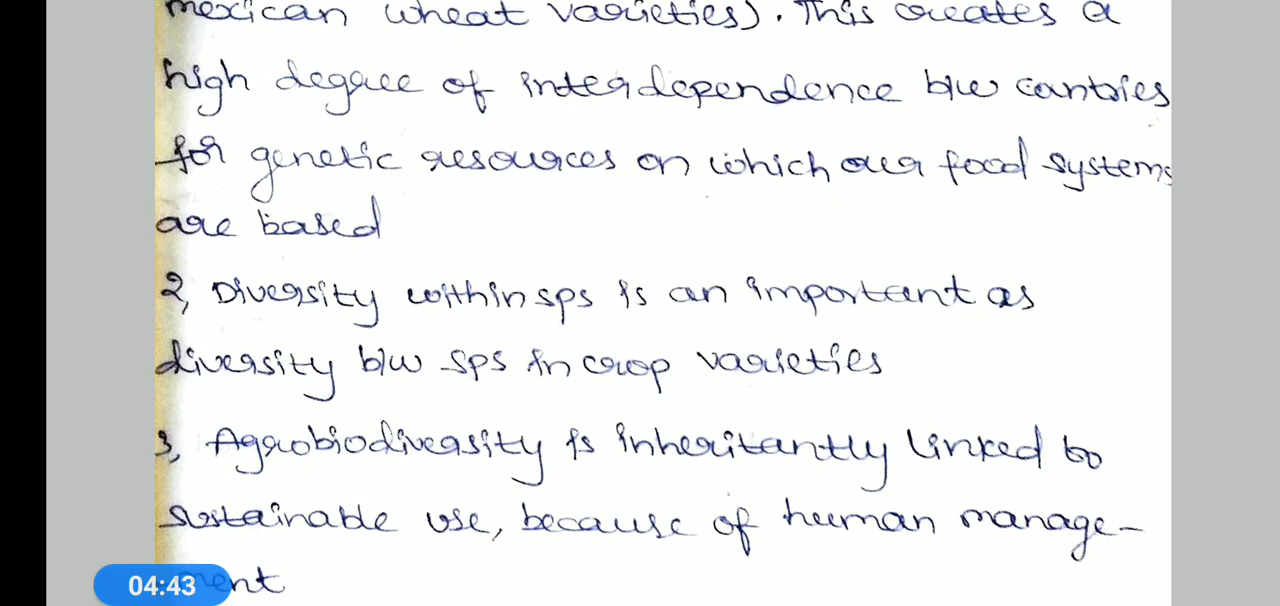 mexican wheat varieties). This creates a
high degree of interdependence b/w cantries
for genetic resources on which our food systems
are based
2, Diversity within sps is an important as
diversity b/w sps in crop varieties
3, Agrobiodiversity is inheritantly linked to
sustainable use, because of human manage-
ment
04:43